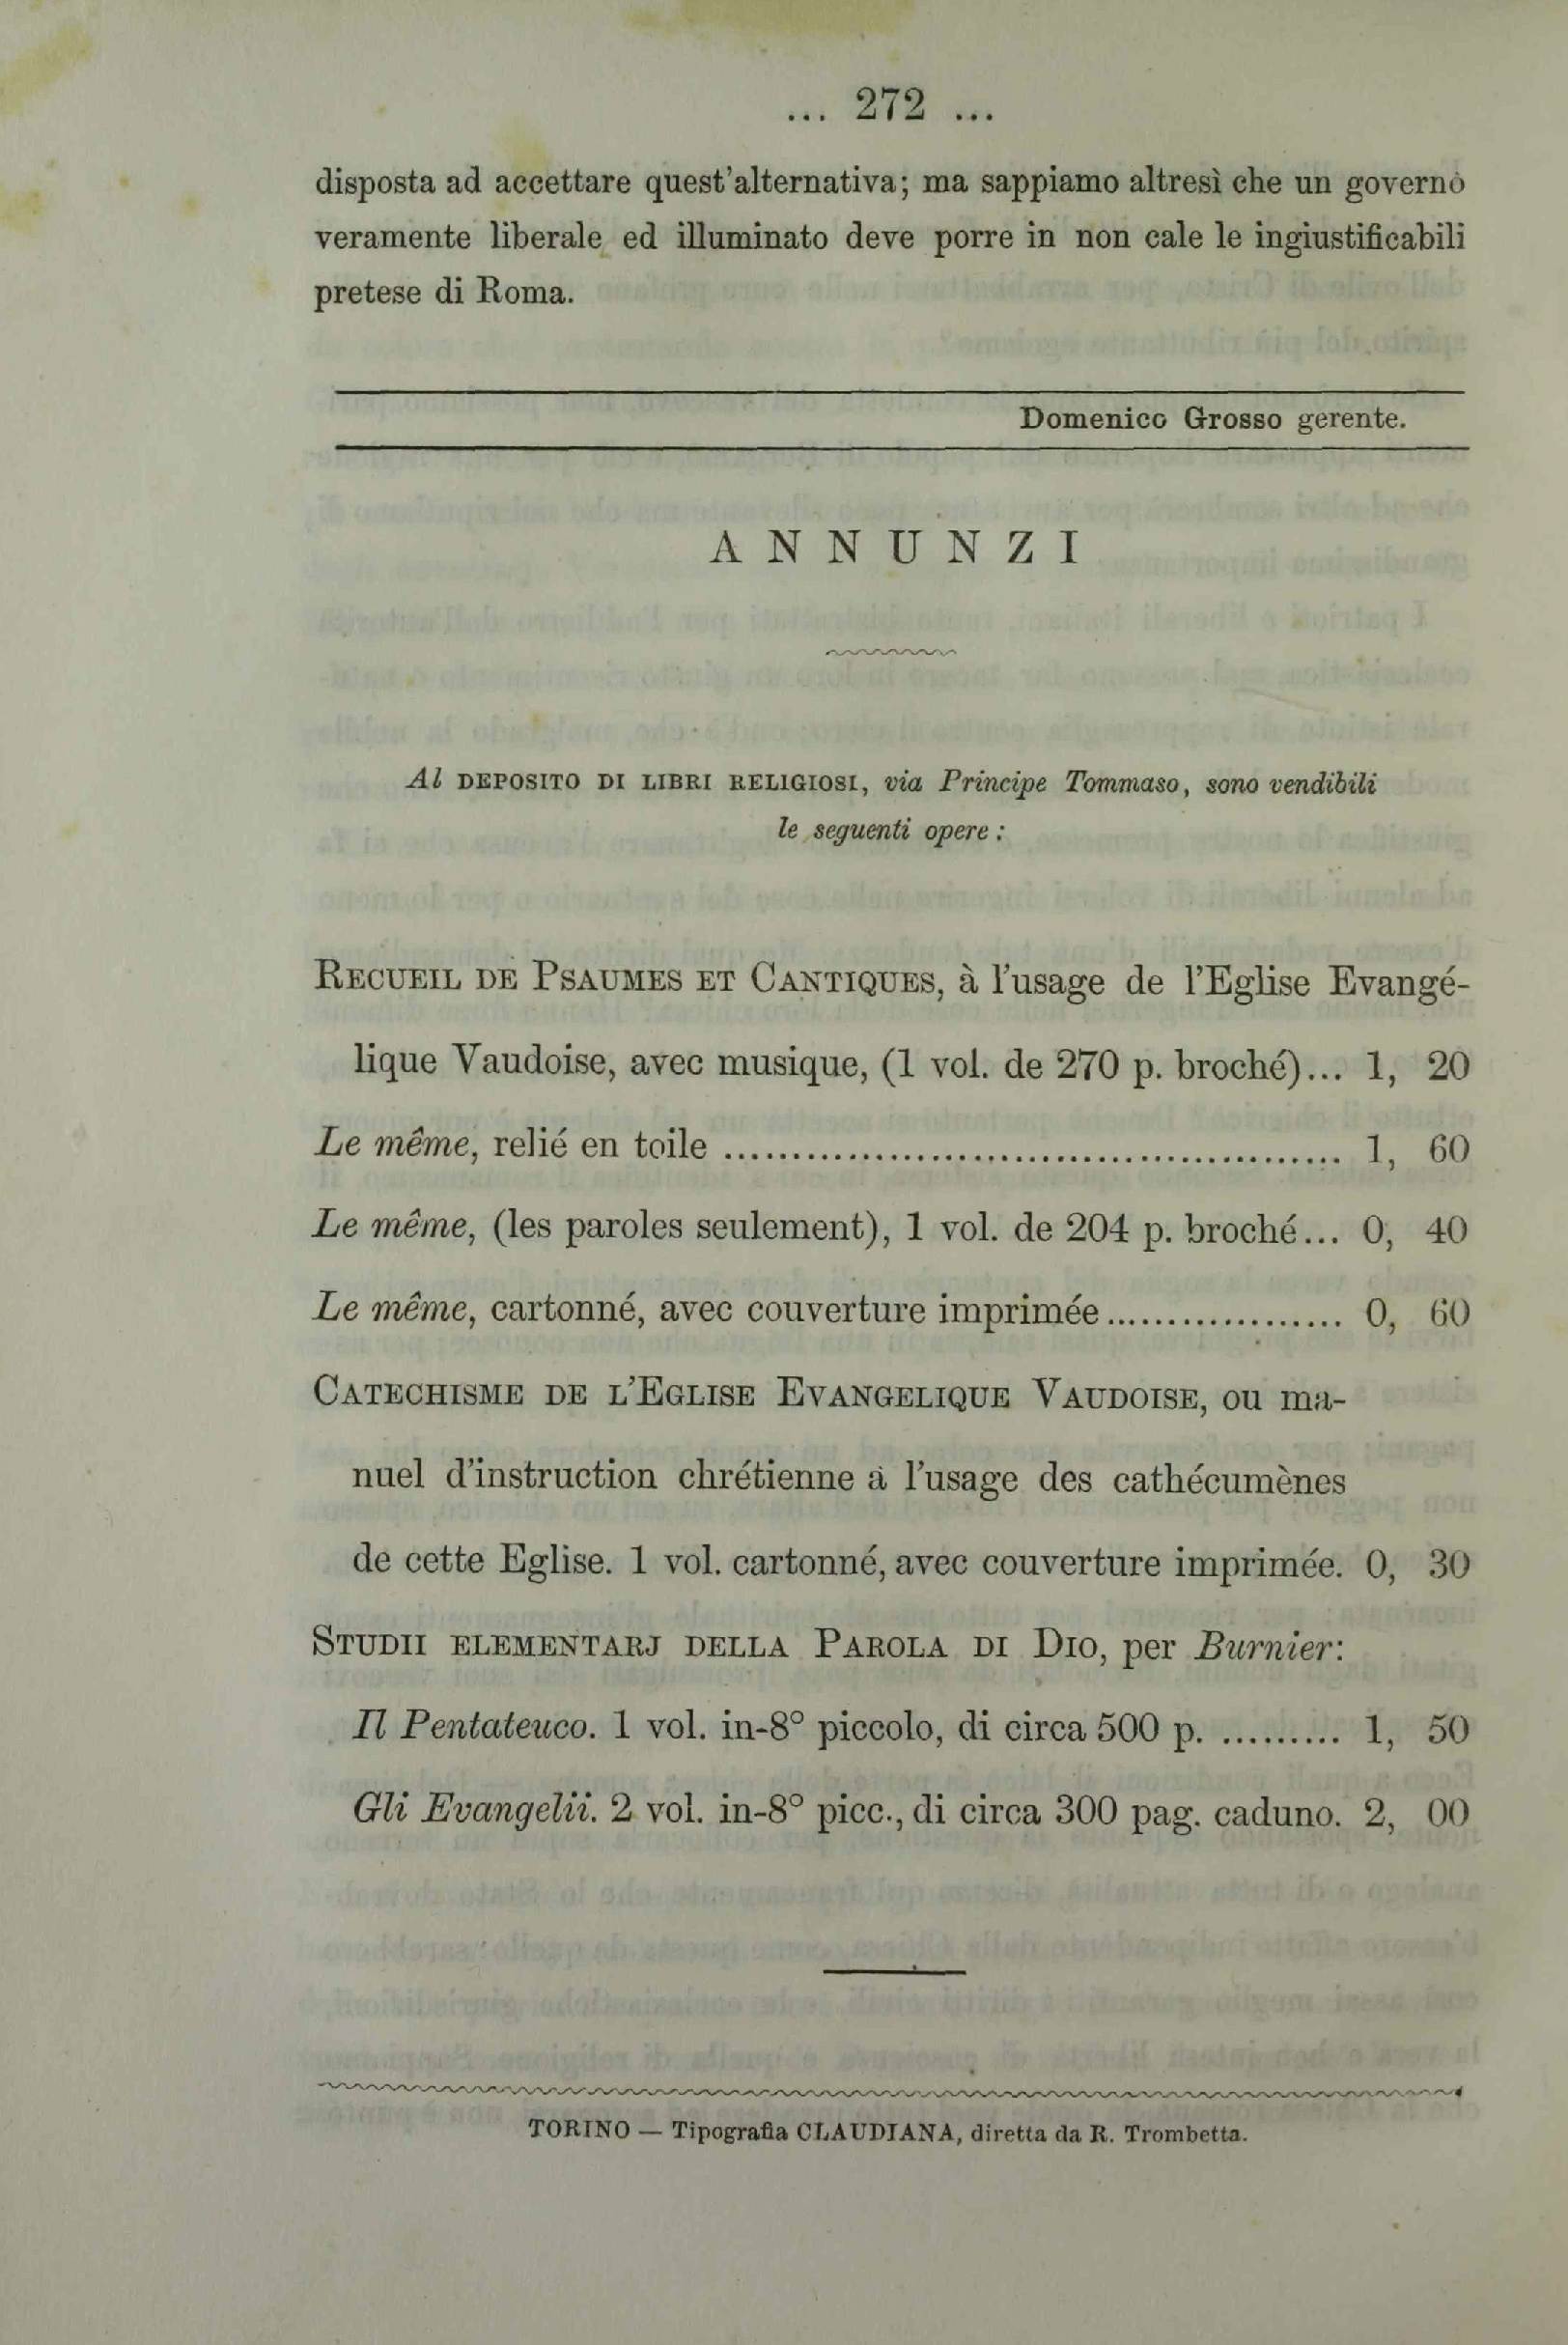 ... 272 ...
disposta ad accettare quest'alternativa; ma sappiamo altresì che un governo
veramente liberale ed illuminato deve porre in non cale le ingiustificabili
pretese di Roma.
Domenico Grosso gerente.
ANNUNZI
Al DEPOSITO DI LIBRI RELIGIOSI, via Principe Tommaso, sono vendibili
le seguenti opere:
RECUEIL DE PSAUMES ET CANTIQUES, à l'usage de l'Eglise Evangé-
lique Vaudoise, avec musique, (1 vol. de 270 p. broché)... 1, 20
Le même, relié en toile ............................................. 1, 60
Le même, (les paroles seulement), 1 vol. de 204 p. broché... 0, 40
Le même, cartonné, avec couverture imprimée.................. 0, 60
CATECHISME DE L'EGLISE EVANGELIQUE VAUDOISE, ou ma-
nuel d'instruction chrétienne à l'usage des cathécumènes
de cette Eglise. 1 vol. cartonné, avec couverture imprimée. 0, 30
STUDII ELEMENTARJ DELLA PAROLA DI DIO, per Burnier:
Il Pentateuco. 1 vol. in-8° piccolo, di circa 500 p. .......... 1, 50
Gli Evangelii. 2 vol. in-8° picc., di circa 300 pag. caduno. 2, 00
TORINO — Tipografia CLAUDIANA, diretta da R. Trombetta.